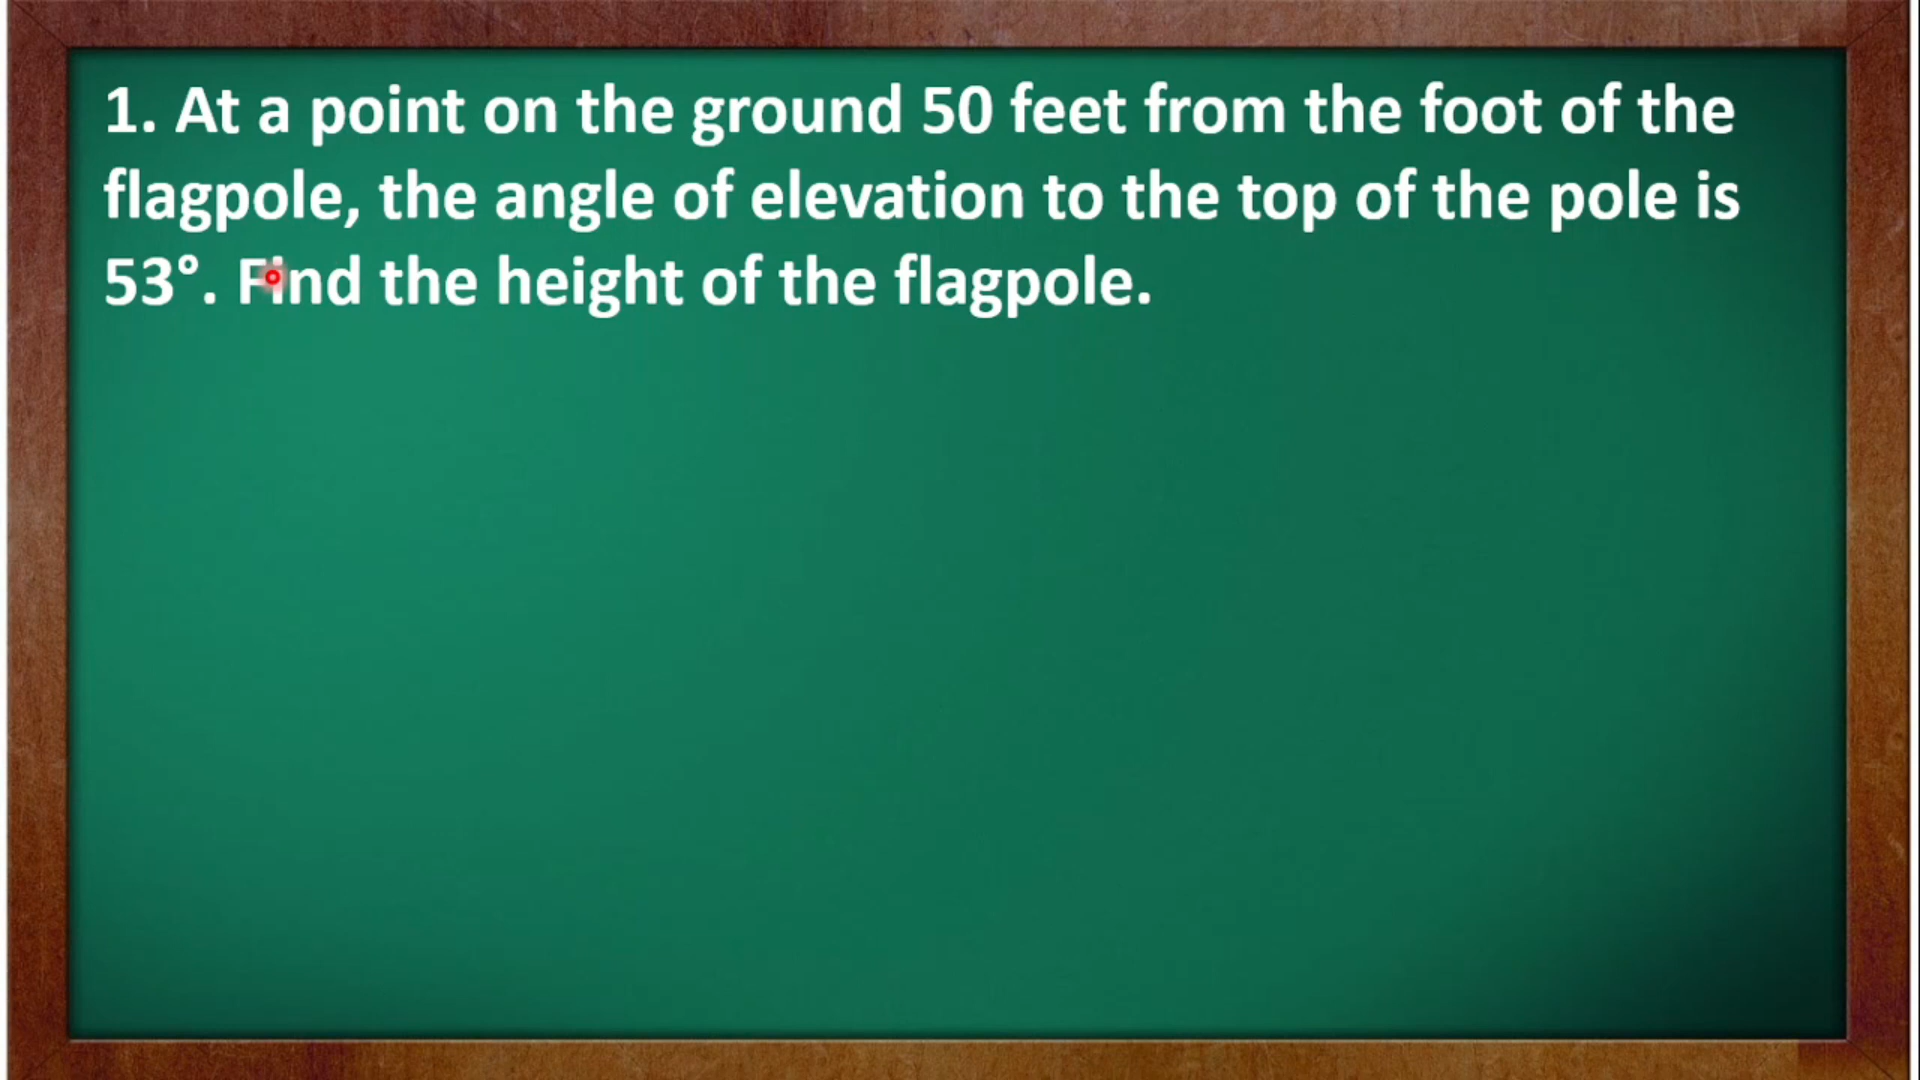 1. At a point on the ground 50 feet from the foot of the
flagpole, the angle of elevation to the top of the pole is
53°. Find the height of the flagpole.